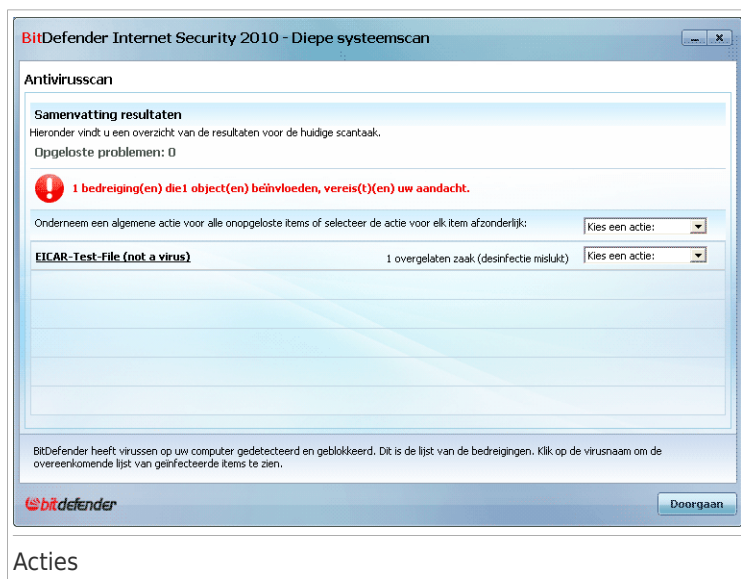 BitDefender Internet Security 2010 - Diepe systeemscan
Antivirusscan
Samenvatting resultaten
Hieronder vindt u een overzicht van de resultaten voor de huidige scantaak.
Opgeloste problemen: 0
1 bedreiging(en) die1 object(en) beïnvloeden, vereis(t)(en) uw aandacht.
Onderneem een algemene actie voor alle onopgeloste items of selecteer de actie voor elk item afzonderlijk:
Kies een actie:
EICAR-Test-File (not a virus)
1 overgelaten zaak (desinfectie mislukt)
Kies een actie:
BitDefender heeft virussen op uw computer gedetecteerd en geblokkeerd. Dit is de lijst van de bedreigingen. Klik op de virusnaam om de
overeenkomende lijst van geïnfecteerde items te zien.
bitdefender
Doorgaan
Acties